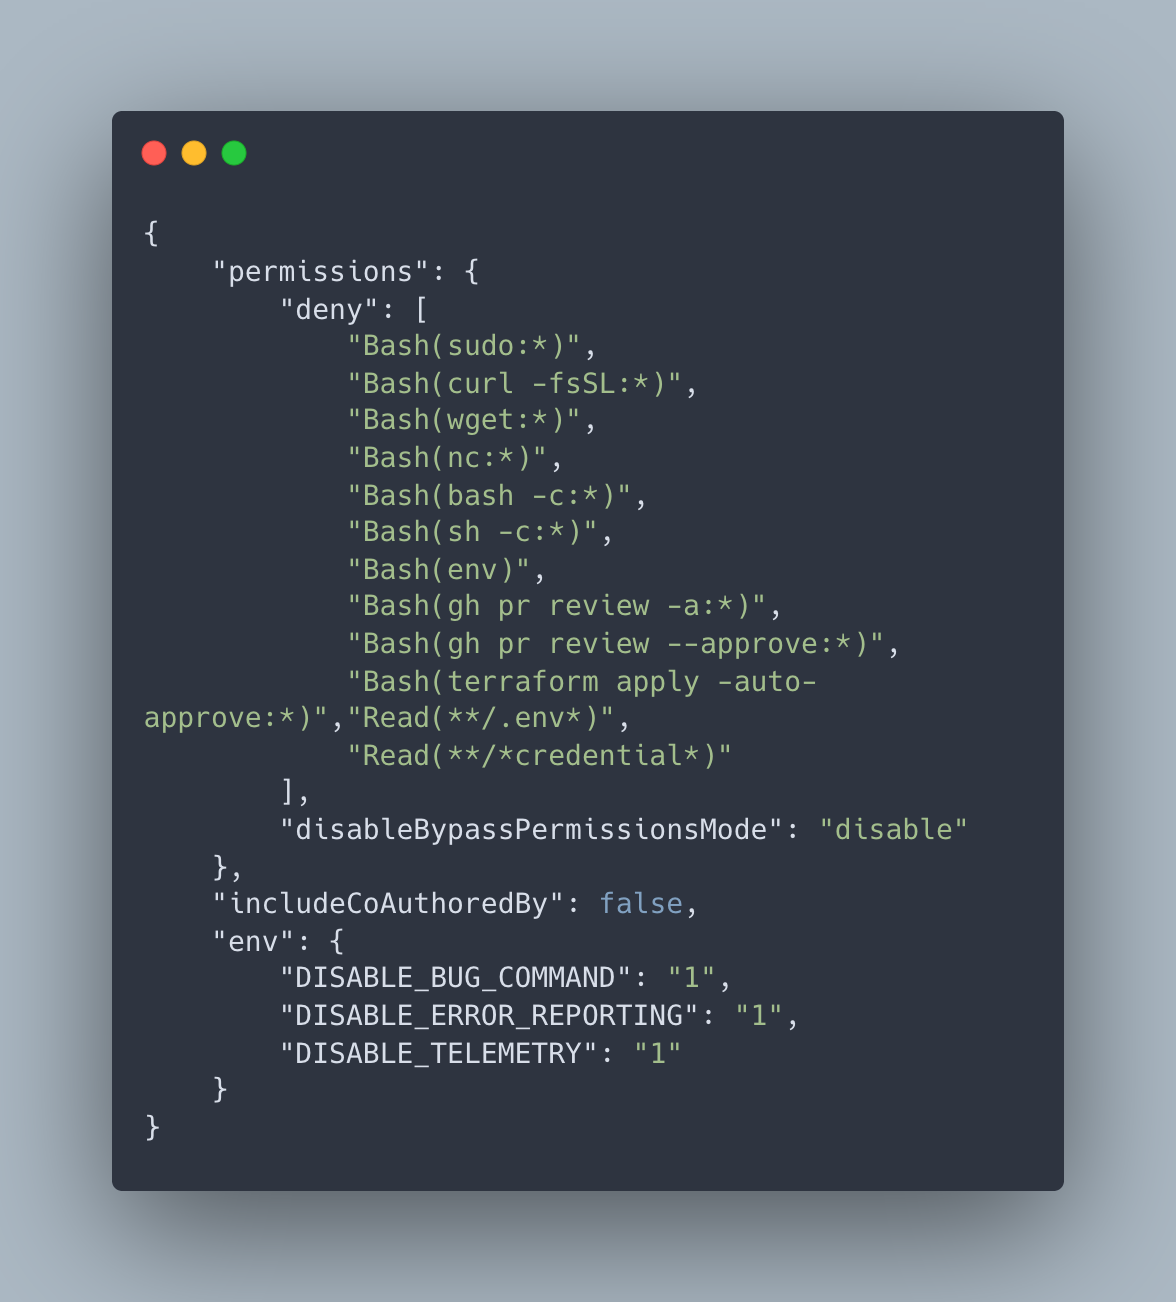 {
    "permissions": {
        "deny": [
            "Bash(sudo:*)",
            "Bash(curl -fsSL:*)",
            "Bash(wget:*)",
            "Bash(nc:*)",
            "Bash(bash -c:*)",
            "Bash(sh -c:*)",
            "Bash(env)",
            "Bash(gh pr review -a:*)",
            "Bash(gh pr review --approve:*)",
            "Bash(terraform apply -auto-
approve:*)","Read(**/.env*)",
            "Read(**/*credential*)"
        ],
        "disableBypassPermissionsMode": "disable"
    },
    "includeCoAuthoredBy": false,
    "env": {
        "DISABLE_BUG_COMMAND": "1",
        "DISABLE_ERROR_REPORTING": "1",
        "DISABLE_TELEMETRY": "1"
    }
}